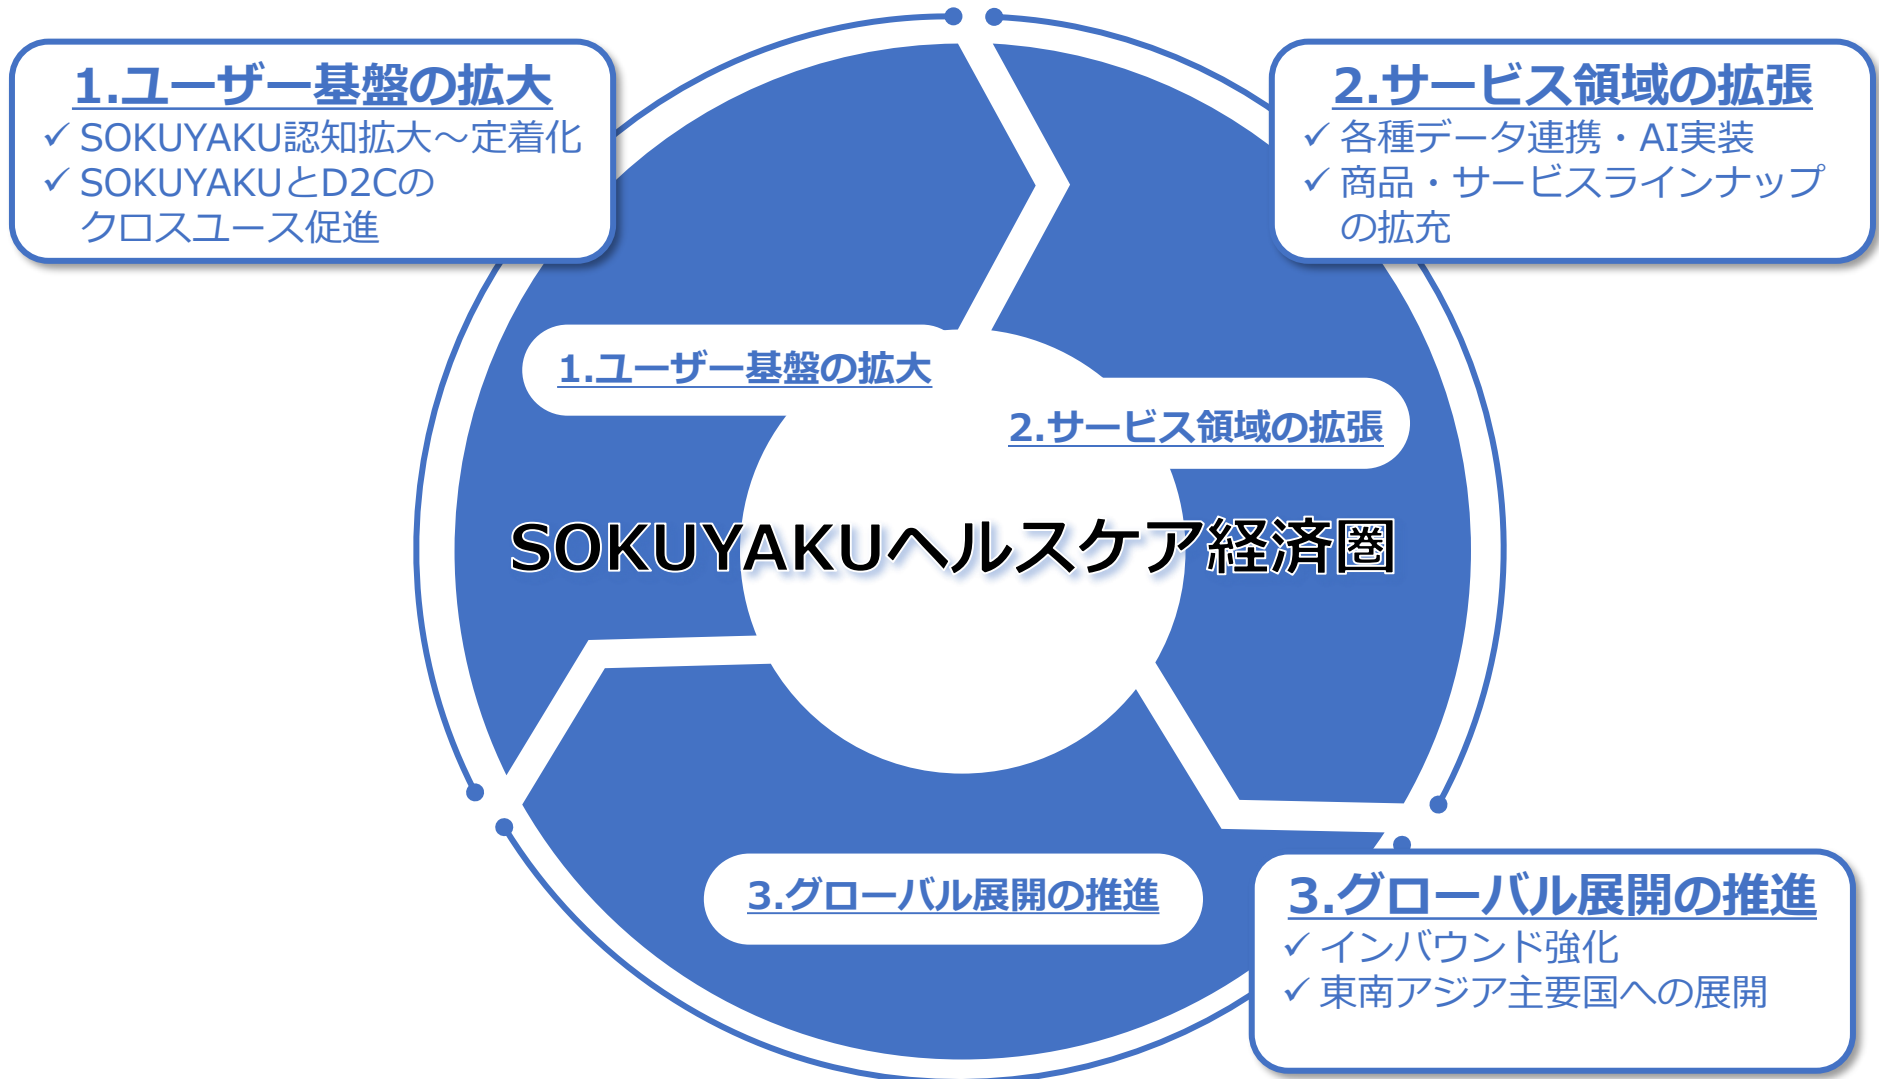 1.ユーザー基盤の拡大
✓ SOKUYAKU認知拡大～定着化
✓ SOKUYAKUとD2Cの
クロスユース促進
2.サービス領域の拡張
✓ 各種データ連携・AI実装
✓ 商品・サービスラインナップ
の拡充
1.ユーザー基盤の拡大
2.サービス領域の拡張
SOKUYAKUヘルスケア経済圏
3.グローバル展開の推進
3.グローバル展開の推進
✓ インバウンド強化
✓ 東南アジア主要国への展開